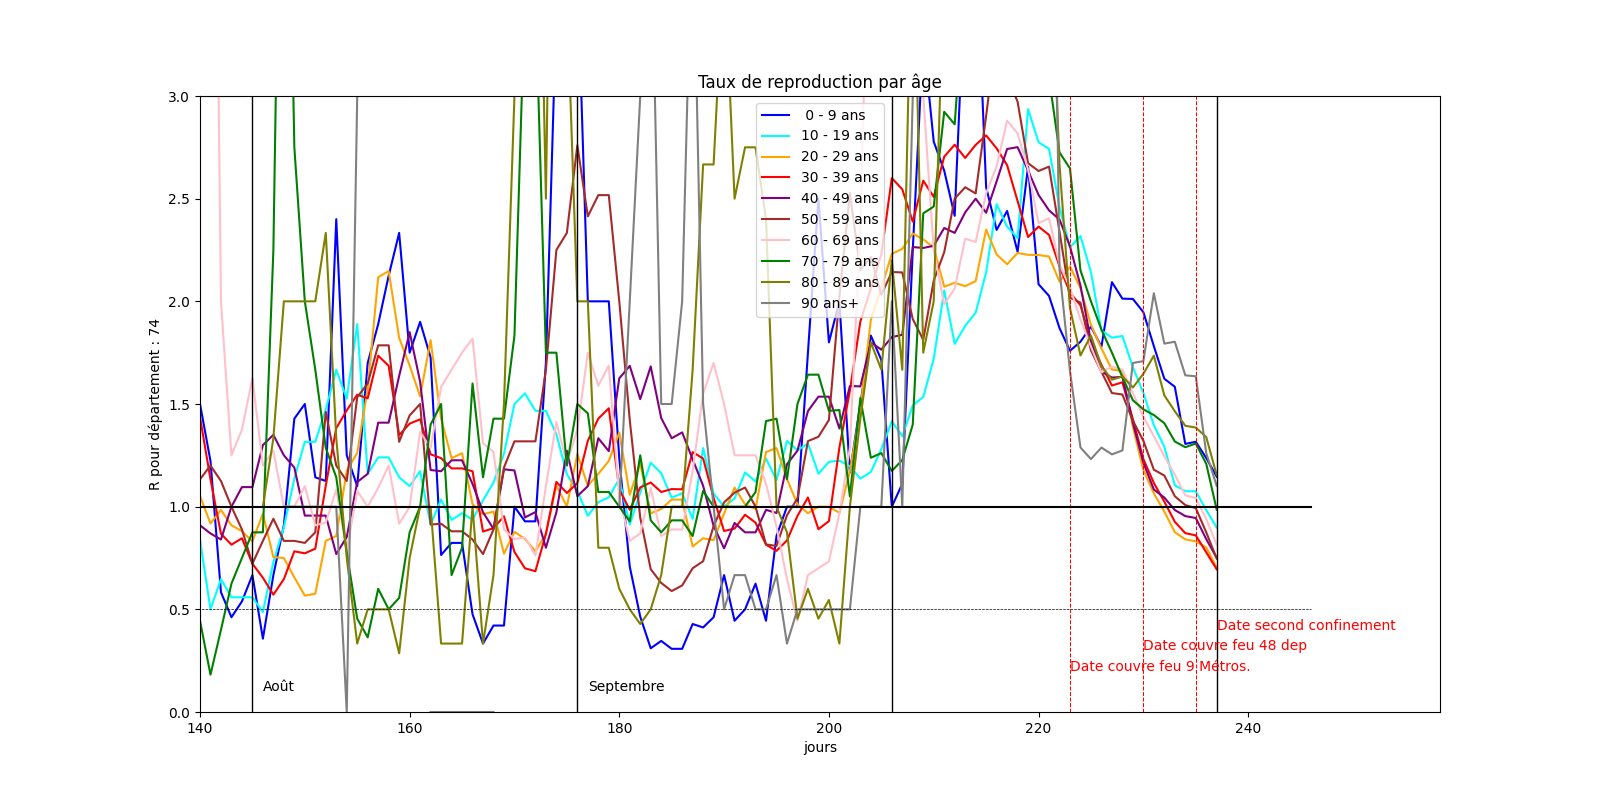 Taux de reproduction par âge
R pour département : 74
3.0
2.5
2.0
1.5
1.0
0.5
0.0
0 - 9 ans
10 - 19 ans
20 - 29 ans
30 - 39 ans
40 - 49 ans
50 - 59 ans
60 - 69 ans
70 - 79 ans
80 - 89 ans
90 ans+
Date second confinement
Date couvre feu 48 dep
Date couvre feu 9 Métros.
Août
Septembre
140
160
180
200
220
240
jours